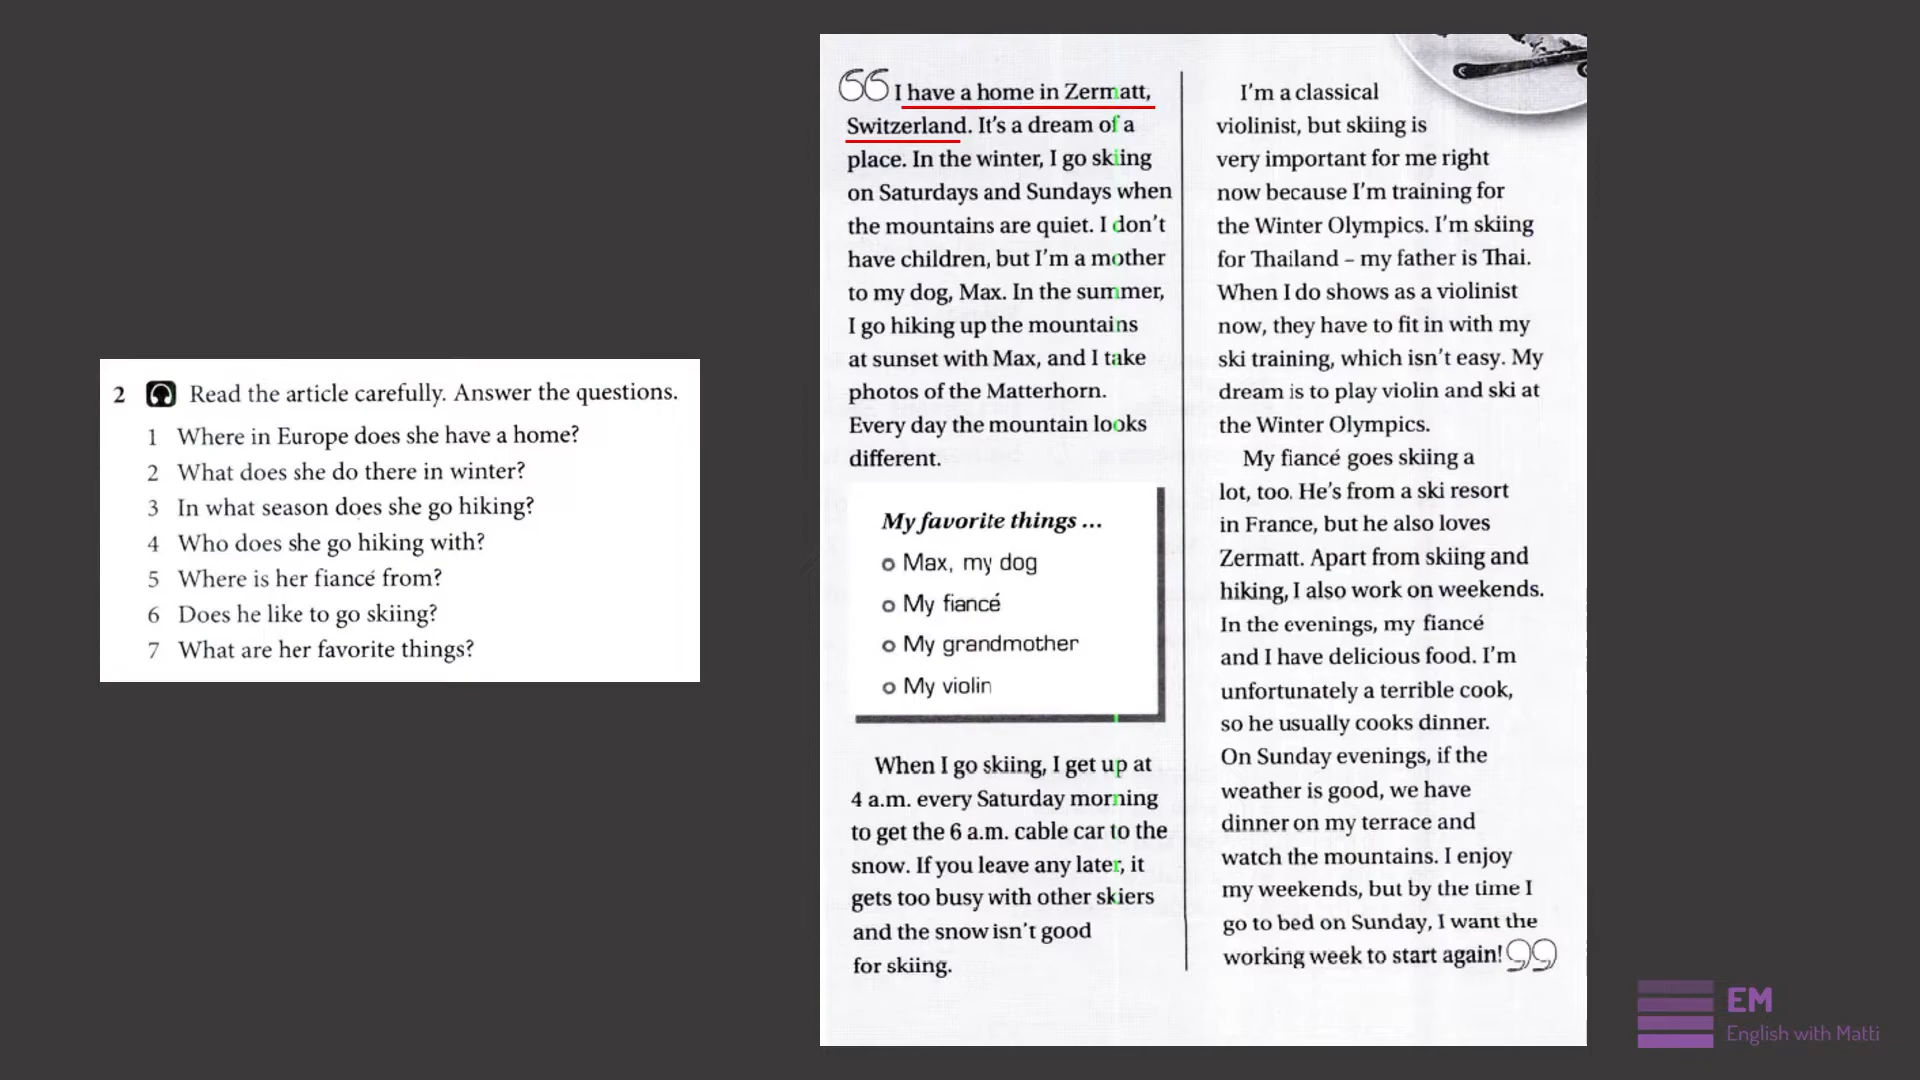 2 Read the article carefully. Answer the questions.
1 Where in Europe does she have a home?
2 What does she do there in winter?
3 In what season does she go hiking?
4 Who does she go hiking with?
5 Where is her fiancé from?
6 Does he like to go skiing?
7 What are her favorite things?
“I have a home in Zermatt,
Switzerland. It’s a dream of a
place. In the winter, I go skiing
on Saturdays and Sundays when
the mountains are quiet. I don’t
have children, but I’m a mother
to my dog, Max. In the summer,
I go hiking up the mountains
at sunset with Max, and I take
photos of the Matterhorn.
Every day the mountain looks
different.
My favorite things ...
Max, my dog
My fiancé
My grandmother
My violin
When I go skiing, I get up at
4 a.m. every Saturday morning
to get the 6 a.m. cable car to the
snow. If you leave any later, it
gets too busy with other skiers
and the snow isn’t good
for skiing.
I’m a classical
violinist, but skiing is
very important for me right
now because I’m training for
the Winter Olympics. I’m skiing
for Thailand – my father is Thai.
When I do shows as a violinist
now, they have to fit in with my
ski training, which isn’t easy. My
dream is to play violin and ski at
the Winter Olympics.
My fiancé goes skiing a
lot, too. He’s from a ski resort
in France, but he also loves
Zermatt. Apart from skiing and
hiking, I also work on weekends.
In the evenings, my fiancé
and I have delicious food. I’m
unfortunately a terrible cook,
so he usually cooks dinner.
On Sunday evenings, if the
weather is good, we have
dinner on my terrace and
watch the mountains. I enjoy
my weekends, but by the time I
go to bed on Sunday, I want the
working week to start again!”
EM
English with Matti